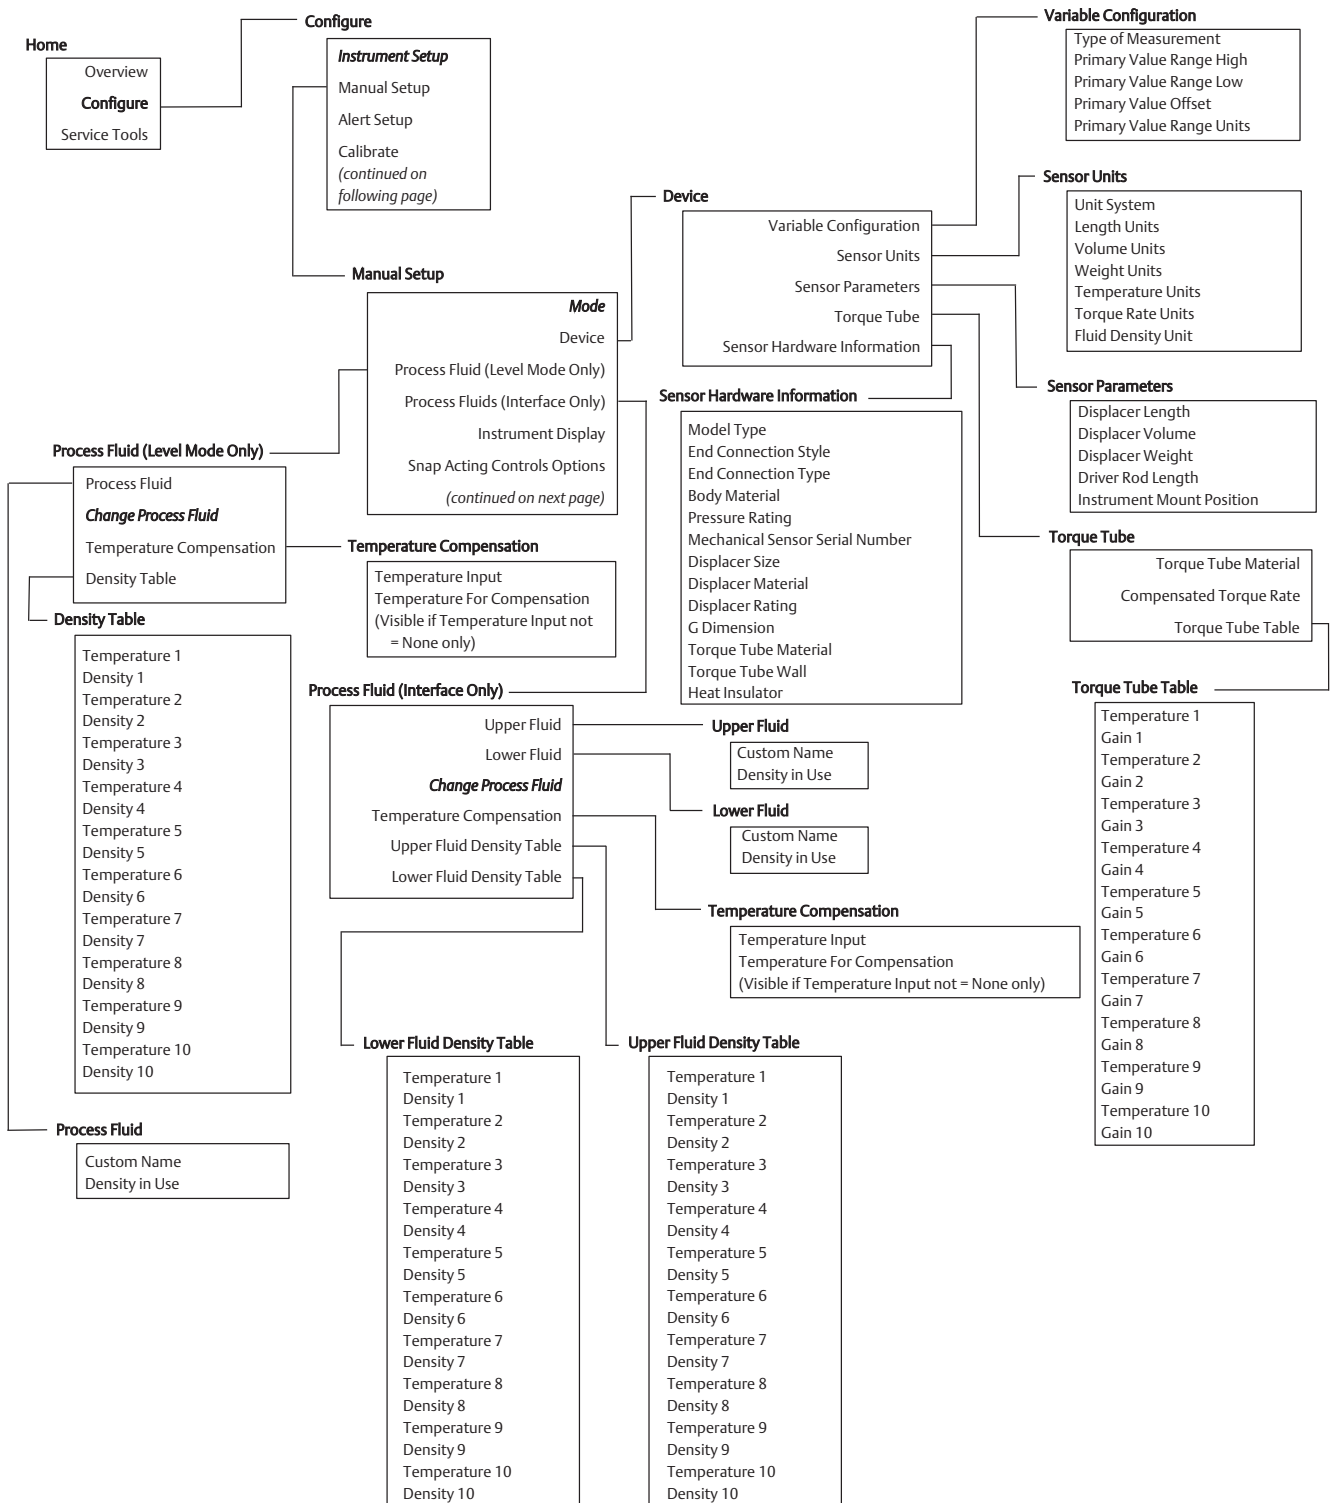 Home
Overview
Configure
Service Tools
Configure
Instrument Setup
Manual Setup
Alert Setup
Calibrate
(continued on
following page)
Manual Setup
Mode
Device
Process Fluid (Level Mode Only)
Process Fluids (Interface Only)
Instrument Display
Snap Acting Controls Options
(continued on next page)
Device
Variable Configuration
Sensor Units
Sensor Parameters
Torque Tube
Sensor Hardware Information
Variable Configuration
Type of Measurement
Primary Value Range High
Primary Value Range Low
Primary Value Offset
Primary Value Range Units
Sensor Units
Unit System
Length Units
Volume Units
Weight Units
Temperature Units
Torque Rate Units
Fluid Density Unit
Sensor Parameters
Displacer Length
Displacer Volume
Displacer Weight
Driver Rod Length
Instrument Mount Position
Torque Tube
Torque Tube Material
Compensated Torque Rate
Torque Tube Table
Torque Tube Table
Temperature 1
Gain 1
Temperature 2
Gain 2
Temperature 3
Gain 3
Temperature 4
Gain 4
Temperature 5
Gain 5
Temperature 6
Gain 6
Temperature 7
Gain 7
Temperature 8
Gain 8
Temperature 9
Gain 9
Temperature 10
Gain 10
Sensor Hardware Information
Model Type
End Connection Style
End Connection Type
Body Material
Pressure Rating
Mechanical Sensor Serial Number
Displacer Size
Displacer Material
Displacer Rating
G Dimension
Torque Tube Material
Torque Tube Wall
Heat Insulator
Process Fluid (Level Mode Only)
Process Fluid
Change Process Fluid
Temperature Compensation
Density Table
Temperature Compensation
Temperature Input
Temperature For Compensation
(Visible if Temperature Input not
= None only)
Density Table
Temperature 1
Density 1
Temperature 2
Density 2
Temperature 3
Density 3
Temperature 4
Density 4
Temperature 5
Density 5
Temperature 6
Density 6
Temperature 7
Density 7
Temperature 8
Density 8
Temperature 9
Density 9
Temperature 10
Density 10
Process Fluid
Custom Name
Density in Use
Process Fluid (Interface Only)
Upper Fluid
Lower Fluid
Change Process Fluid
Temperature Compensation
Upper Fluid Density Table
Lower Fluid Density Table
Upper Fluid
Custom Name
Density in Use
Lower Fluid
Custom Name
Density in Use
Temperature Compensation
Temperature Input
Temperature For Compensation
(Visible if Temperature Input not = None only)
Lower Fluid Density Table
Temperature 1
Density 1
Temperature 2
Density 2
Temperature 3
Density 3
Temperature 4
Density 4
Temperature 5
Density 5
Temperature 6
Density 6
Temperature 7
Density 7
Temperature 8
Density 8
Temperature 9
Density 9
Temperature 10
Density 10
Upper Fluid Density Table
Temperature 1
Density 1
Temperature 2
Density 2
Temperature 3
Density 3
Temperature 4
Density 4
Temperature 5
Density 5
Temperature 6
Density 6
Temperature 7
Density 7
Temperature 8
Density 8
Temperature 9
Density 9
Temperature 10
Density 10